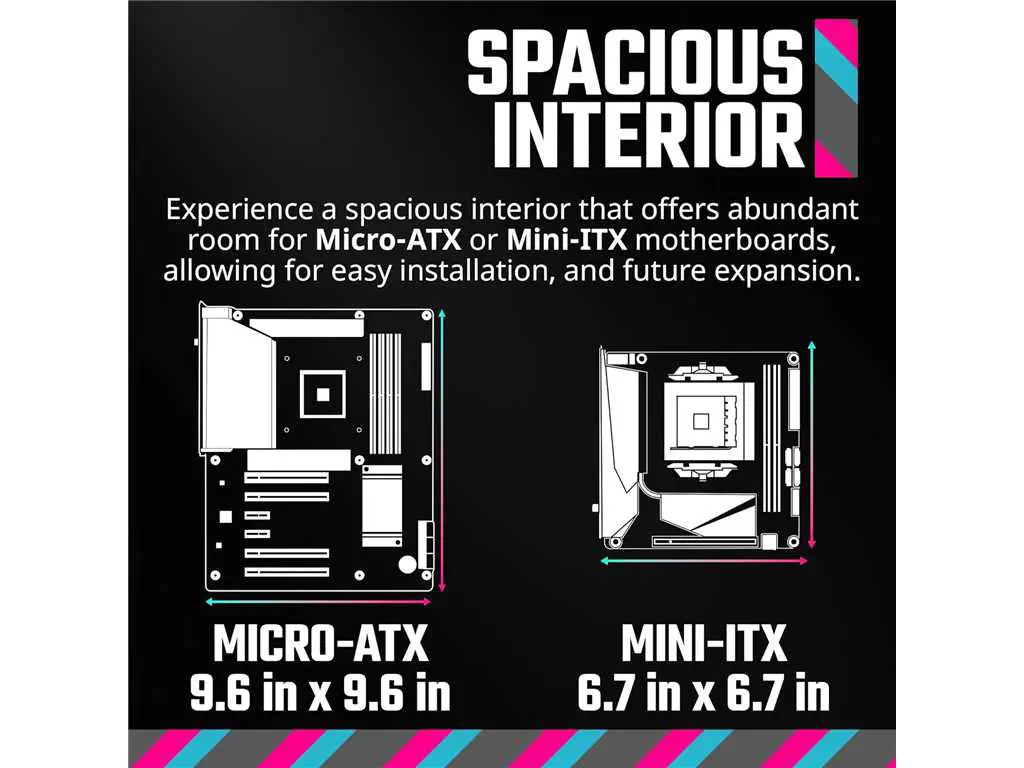 SPACIOUS
INTERIOR
Experience a spacious interior that offers abundant
room for Micro-ATX or Mini-ITX motherboards,
allowing for easy installation, and future expansion.
MICRO-ATX
9.6 in x 9.6 in
MINI-ITX
6.7 in x 6.7 in